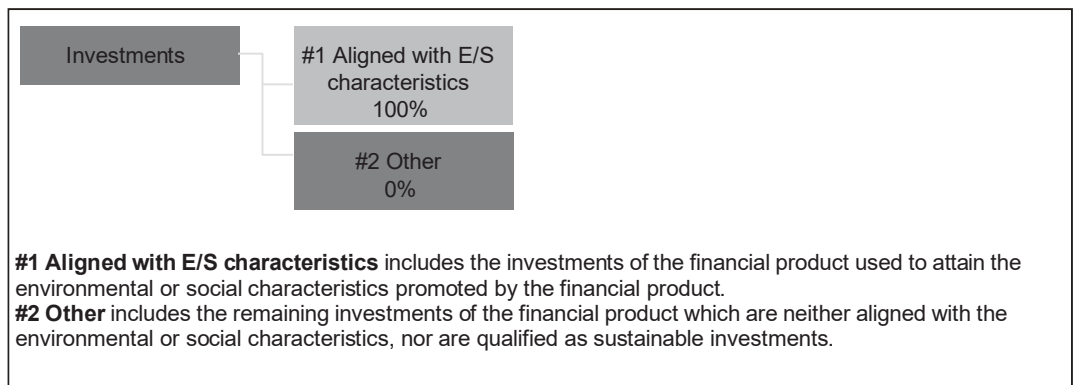 Investments
#1 Aligned with E/S
characteristics
100%
#2 Other
0%
#1 Aligned with E/S characteristics includes the investments of the financial product used to attain the
environmental or social characteristics promoted by the financial product.
#2 Other includes the remaining investments of the financial product which are neither aligned with the
environmental or social characteristics, nor are qualified as sustainable investments.